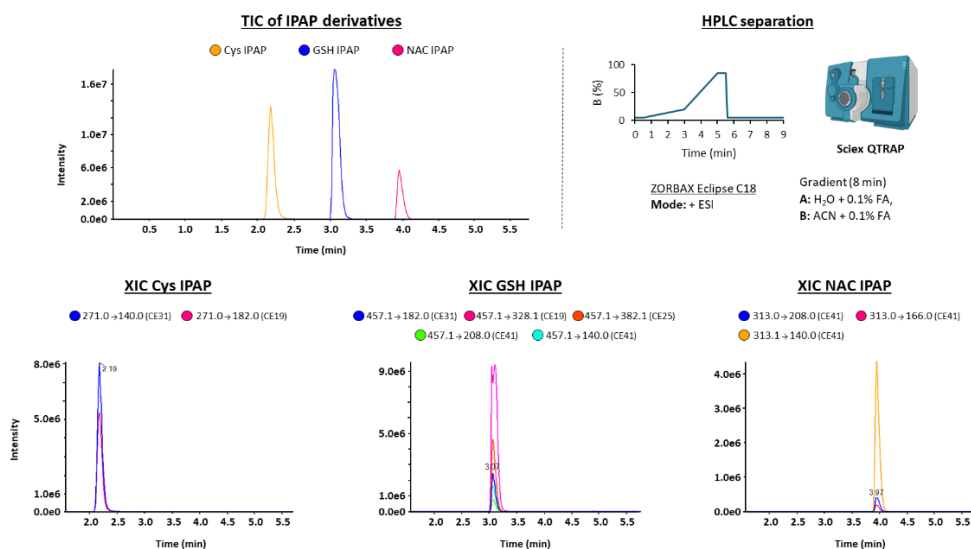 TIC of IPAP derivatives
Cys IPAP GSH IPAP NAC IPAP
Intensity
1.6e7
1.0e7
6.0e6
2.0e6
0.0e0
0.5 1.0 1.5 2.0 2.5 3.0 3.5 4.0 4.5 5.0 5.5
Time (min)
HPLC separation
B (%)
100
50
0
0 1 2 3 4 5 6 7 8 9
Time (min)
Sciex QTRAP
ZORBAX Eclipse C18
Mode: + ESI
Gradient (8 min)
A: H₂O + 0.1% FA,
B: ACN + 0.1% FA
XIC Cys IPAP
271.0→140.0 (CE31) 271.0→182.0 (CE19)
Intensity
8.0e6
5.0e6
1.0e6
0.0e0
2.19
2.0 2.5 3.0 3.5 4.0 4.5 5.0 5.5
Time (min)
XIC GSH IPAP
457.1→182.0 (CE31) 457.1→328.1 (CE19) 457.1→382.1 (CE25)
457.1→208.0 (CE41) 457.1→140.0 (CE41)
Intensity
9.0e6
5.0e6
1.0e6
0.0e0
3.07
2.0 2.5 3.0 3.5 4.0 4.5 5.0 5.5
Time (min)
XIC NAC IPAP
313.0→208.0 (CE41) 313.0→166.0 (CE41)
313.1→140.0 (CE41)
Intensity
4.0e6
3.0e6
2.0e6
1.0e6
0.0e0
3.97
2.0 2.5 3.0 3.5 4.0 4.5 5.0 5.5
Time (min)